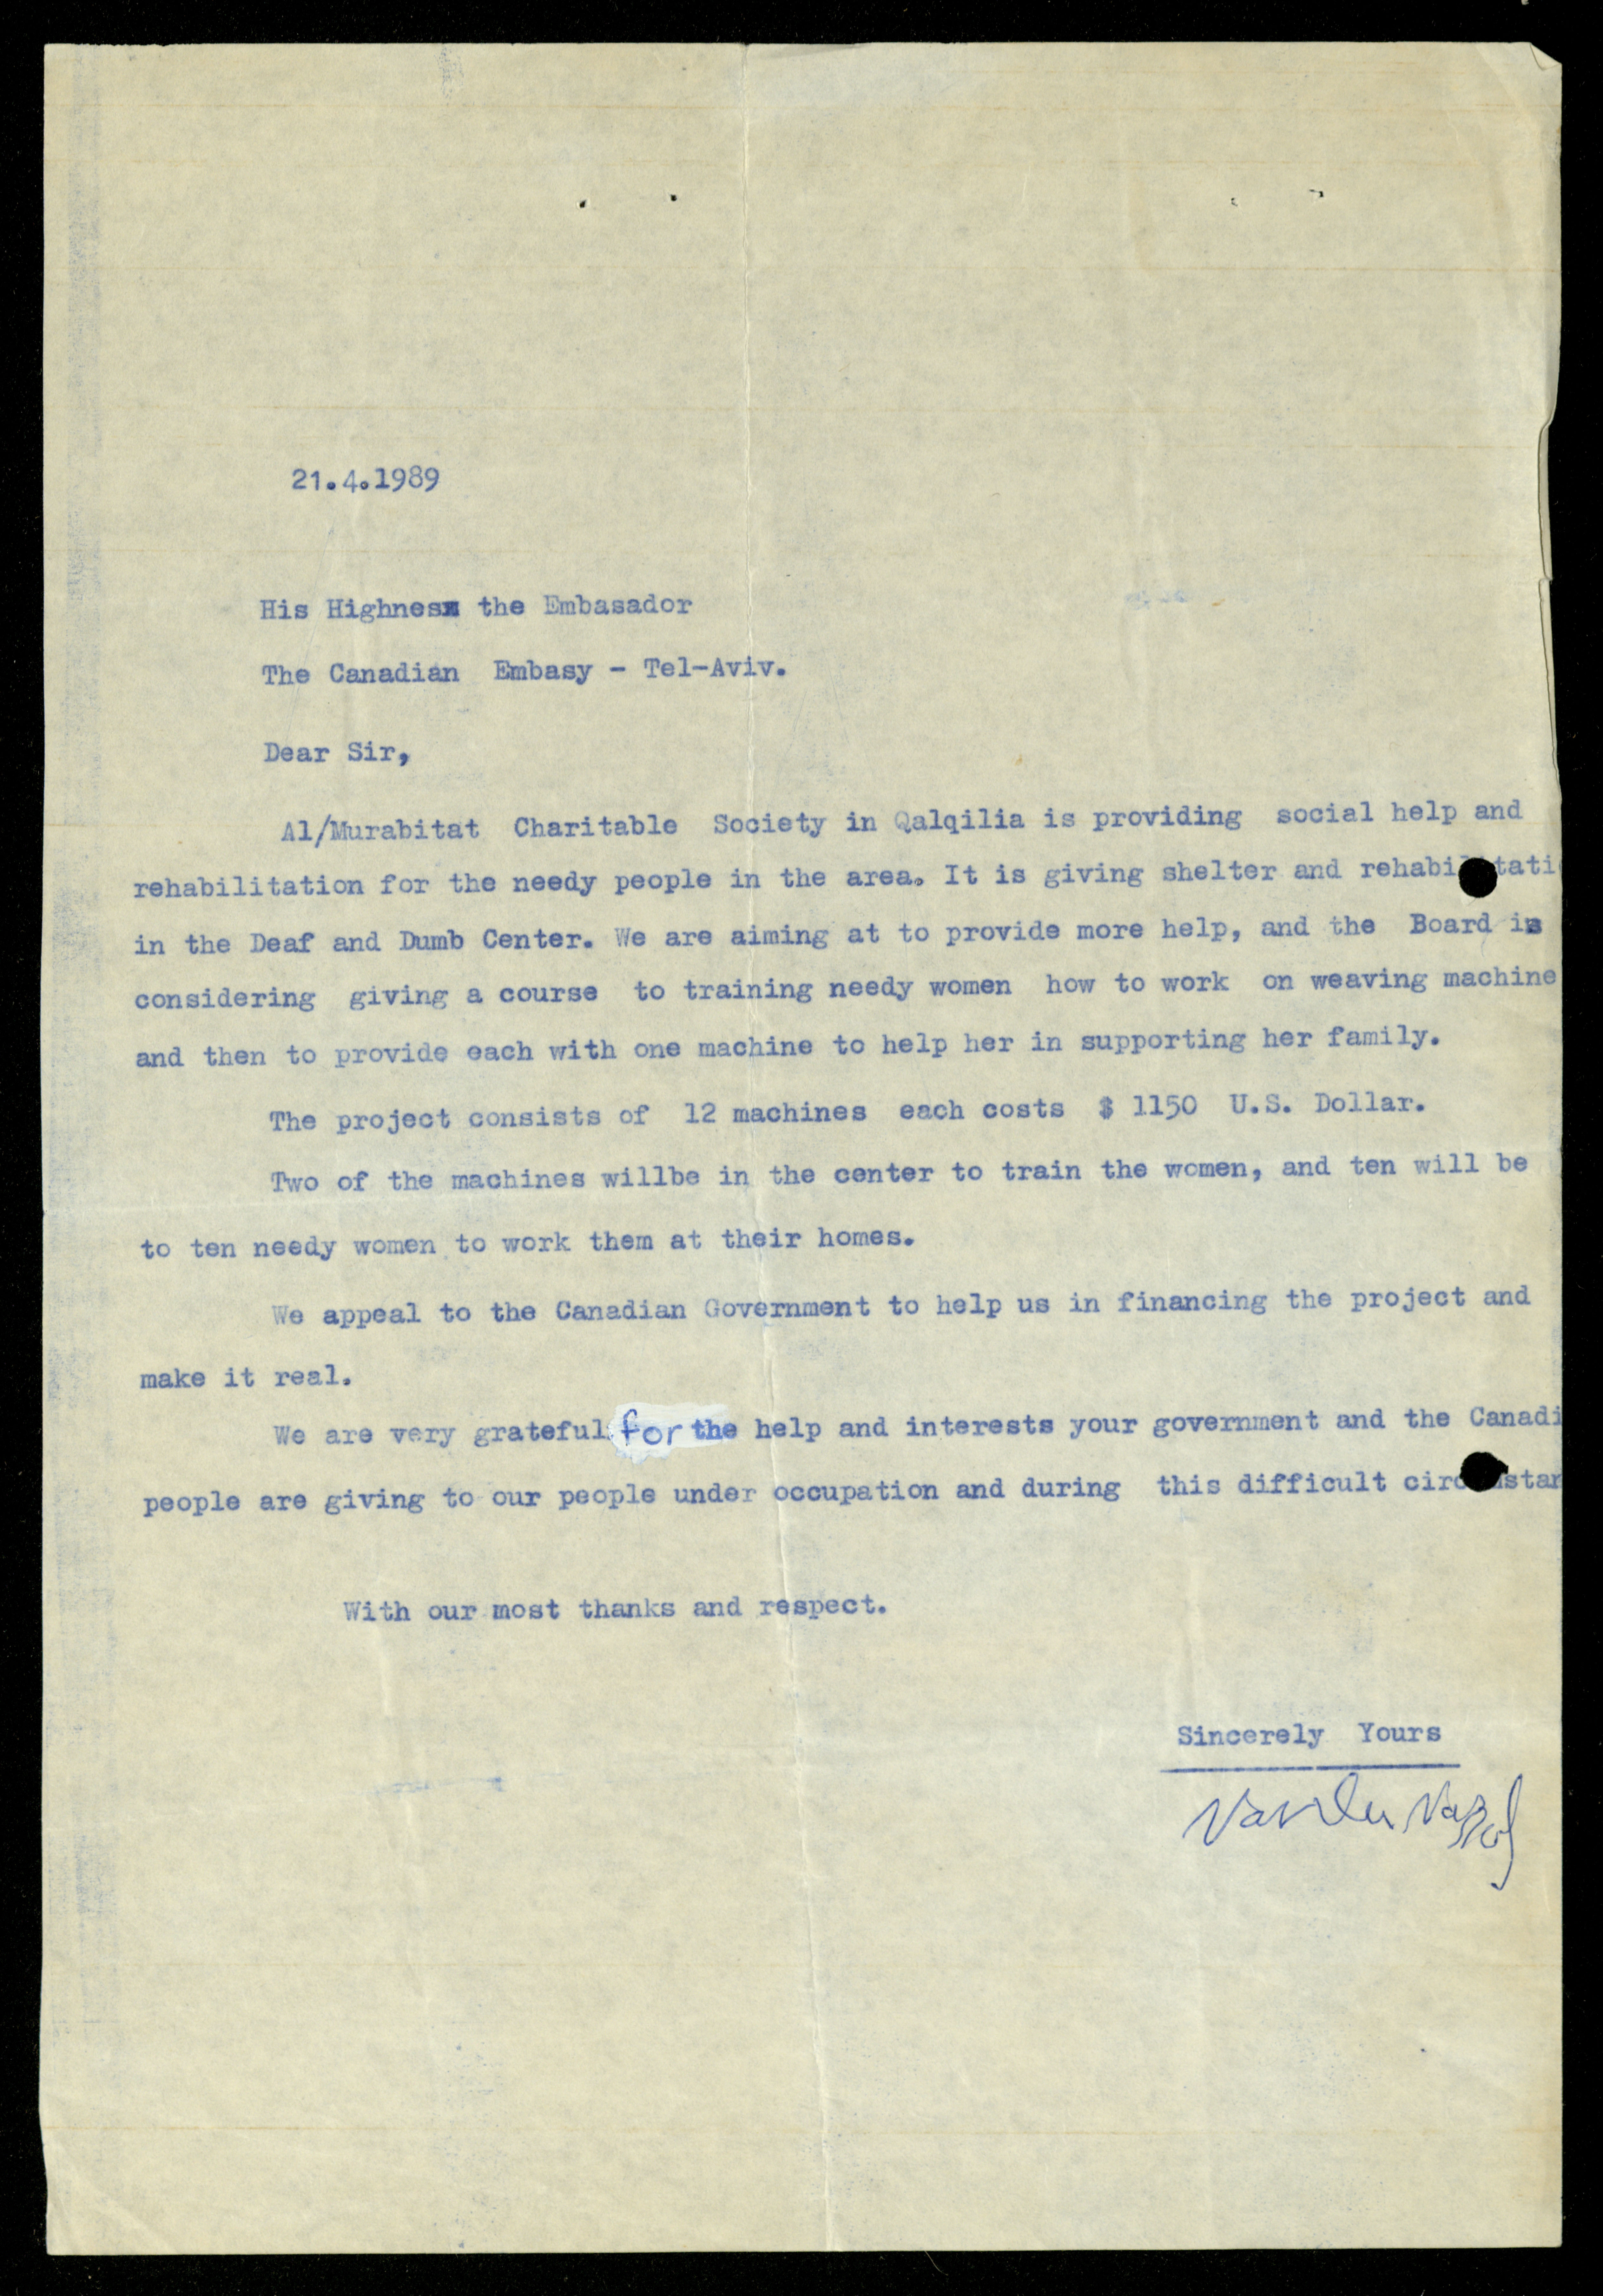 21.4.1989
His Highness the Embasador
The Canadian Embasy - Tel-Aviv.
Dear Sir,
Al/Murabitat Charitable Society in Qalqilia is providing social help and
rehabilitation for the needy people in the area. It is giving shelter and
in the Deaf and Dumb Center. We are aiming at to provide more help, and the Board is
considering giving a course to training needy women how to work on weaving machine
and then to provide each with one machine to help her in supporting her family.
The project consists of 12 machines each costs $ 1150 U.S. Dollar.
Two of the machines willbe in the center to train the women, and ten will be
to ten needy women to work them at their homes.
We appeal to the Canadian Government to help us in financing the project and
make it real.
We are very grateful for the help and interests your government and the Canadi
people are giving to our people under occupation and during this difficult
With our most thanks and respect.
Sincerely Yours